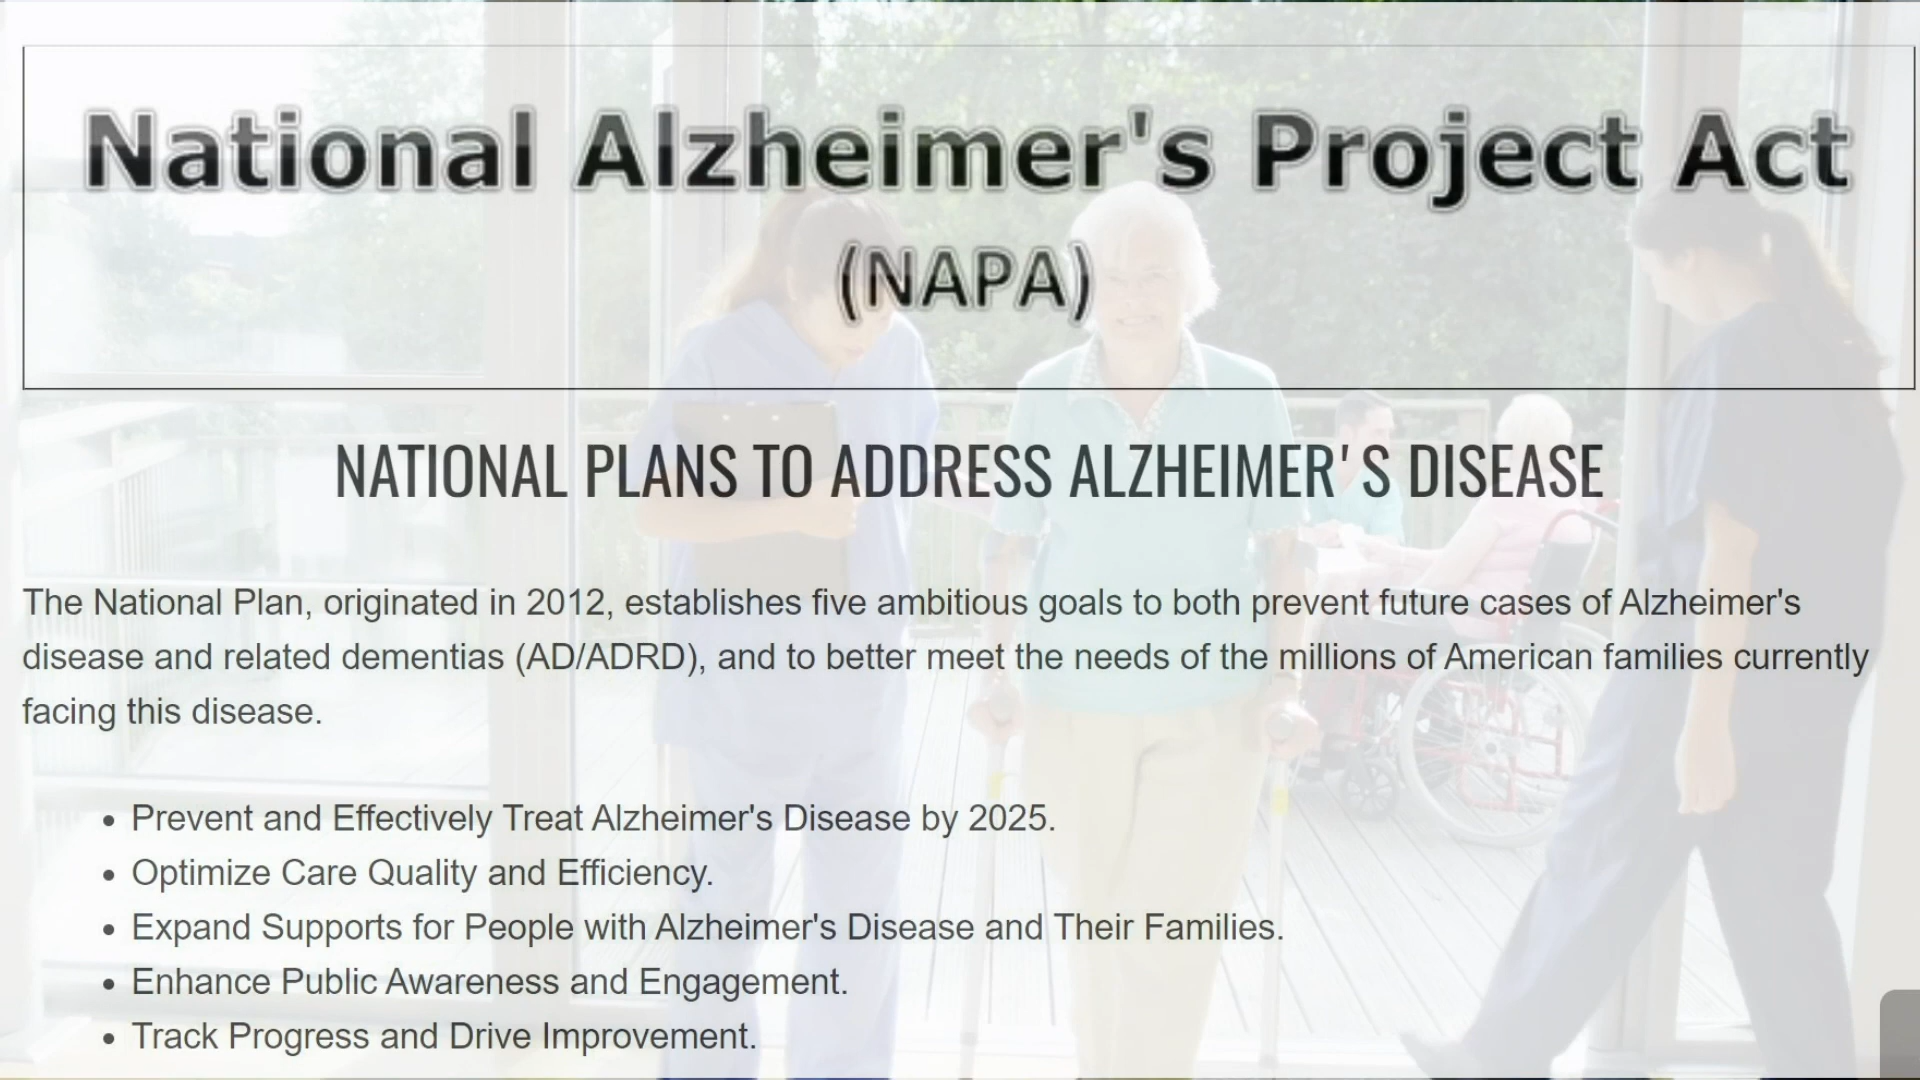 National Alzheimer's Project Act
(NAPA)
NATIONAL PLANS TO ADDRESS ALZHEIMER'S DISEASE
The National Plan, originated in 2012, establishes five ambitious goals to both prevent future cases of Alzheimer's
disease and related dementias (AD/ADRD), and to better meet the needs of the millions of American families currently
facing this disease.
• Prevent and Effectively Treat Alzheimer's Disease by 2025.
• Optimize Care Quality and Efficiency.
• Expand Supports for People with Alzheimer's Disease and Their Families.
• Enhance Public Awareness and Engagement.
• Track Progress and Drive Improvement.